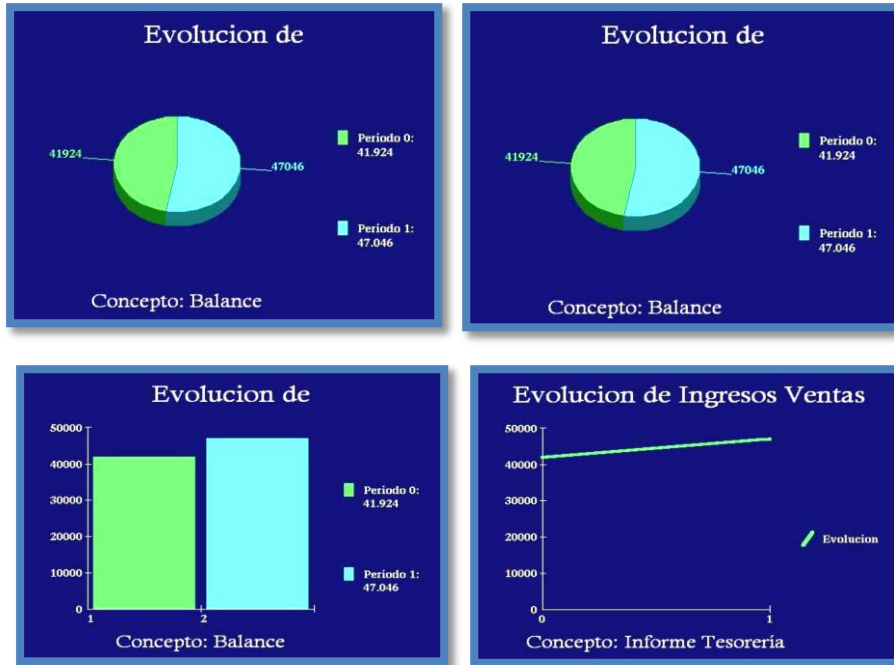 Evolucion de
41924
47046
Periodo 0:
41.924
Periodo 1:
47.046
Concepto: Balance
Evolucion de
41924
47046
Periodo 0:
41.924
Periodo 1:
47.046
Concepto: Balance
Evolucion de
50000
40000
30000
20000
10000
0
1
2
Periodo 0:
41.924
Periodo 1:
47.046
Concepto: Balance
Evolucion de Ingresos Ventas
50000
40000
30000
20000
10000
0
0
1
Evolucion
Concepto: Informe Tesorería